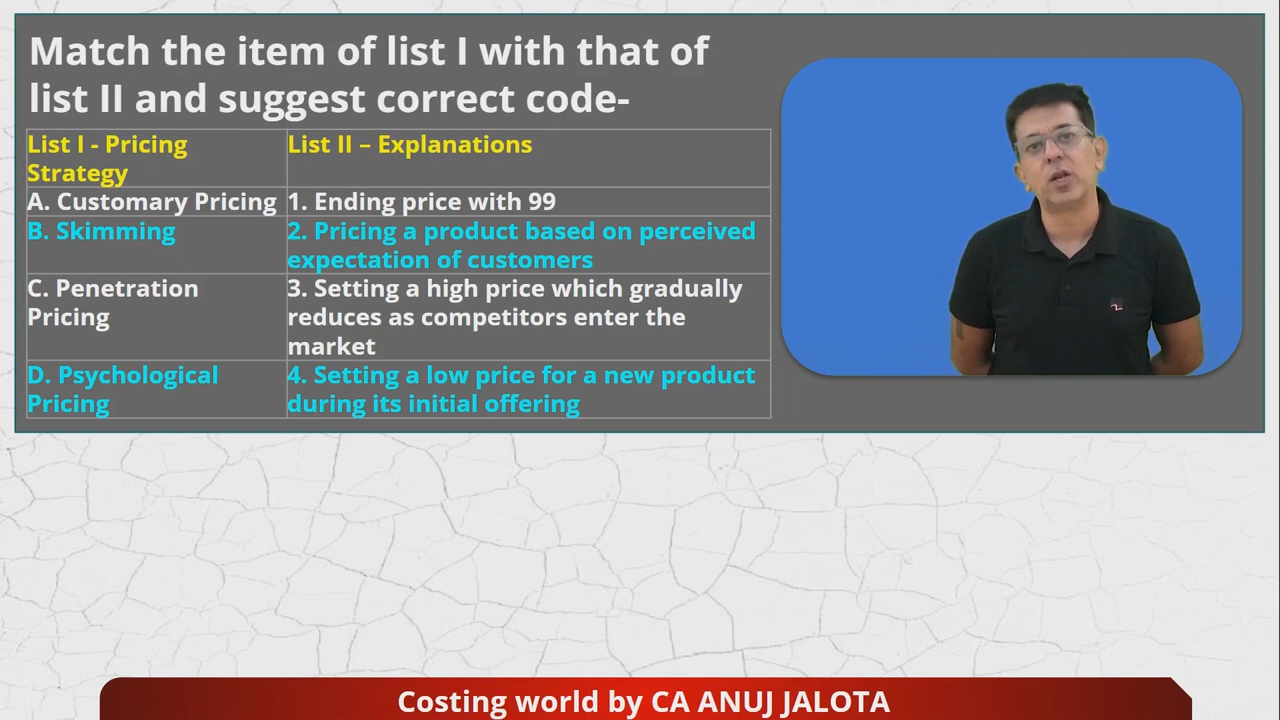 Match the item of list I with that of
list II and suggest correct code-
List I - Pricing
Strategy
List II – Explanations
A. Customary Pricing
1. Ending price with 99
B. Skimming
2. Pricing a product based on perceived
expectation of customers
C. Penetration
Pricing
3. Setting a high price which gradually
reduces as competitors enter the
market
D. Psychological
Pricing
4. Setting a low price for a new product
during its initial offering
Costing world by CA ANUJ JALOTA